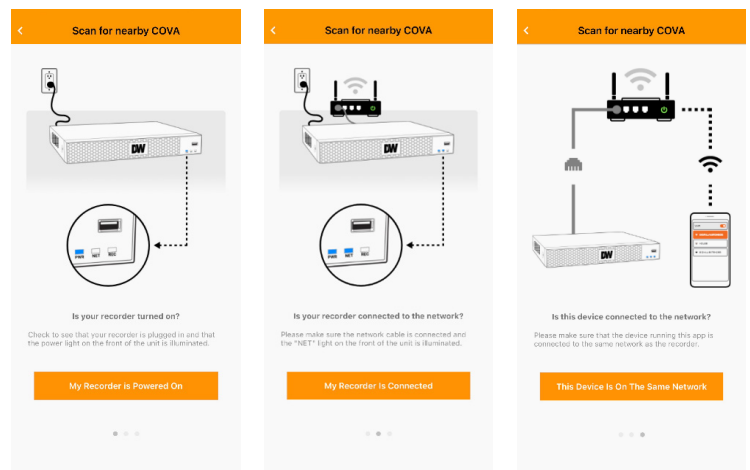 Scan for nearby COVA
DW
PWR NET REC
Is your recorder turned on?
Check to see that your recorder is plugged in and that
the power light on the front of the unit is illuminated.
My Recorder is Powered On
Scan for nearby COVA
DW
PWR NET REC
Is your recorder connected to the network?
Please make sure the network cable is connected and
the "NET" light on the front of the unit is illuminated.
My Recorder Is Connected
Scan for nearby COVA
DW
Is this device connected to the network?
Please make sure that the device running this app is
connected to the same network as the recorder.
This Device Is On The Same Network